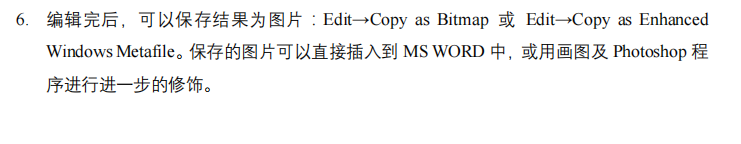 6. 编辑完后，可以保存结果为图片：Edit→Copy as Bitmap 或 Edit→Copy as Enhanced
Windows Metafile。保存的图片可以直接插入到 MS WORD 中，或用画图及 Photoshop 程
序进行进一步的修饰。